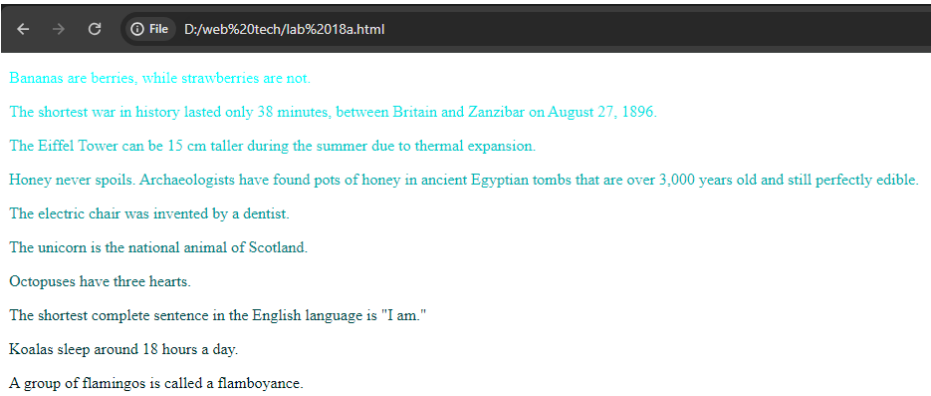 File D:/web%20tech/lab%2018a.html
Bananas are berries, while strawberries are not.
The shortest war in history lasted only 38 minutes, between Britain and Zanzibar on August 27, 1896.
The Eiffel Tower can be 15 cm taller during the summer due to thermal expansion.
Honey never spoils. Archaeologists have found pots of honey in ancient Egyptian tombs that are over 3,000 years old and still perfectly edible.
The electric chair was invented by a dentist.
The unicorn is the national animal of Scotland.
Octopuses have three hearts.
The shortest complete sentence in the English language is "I am."
Koalas sleep around 18 hours a day.
A group of flamingos is called a flamboyance.